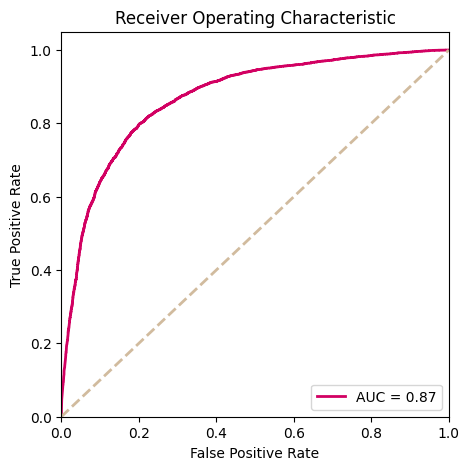 Receiver Operating Characteristic
True Positive Rate
1.0
0.8
0.6
0.4
0.2
0.0
0.0 0.2 0.4 0.6 0.8 1.0
False Positive Rate
AUC = 0.87